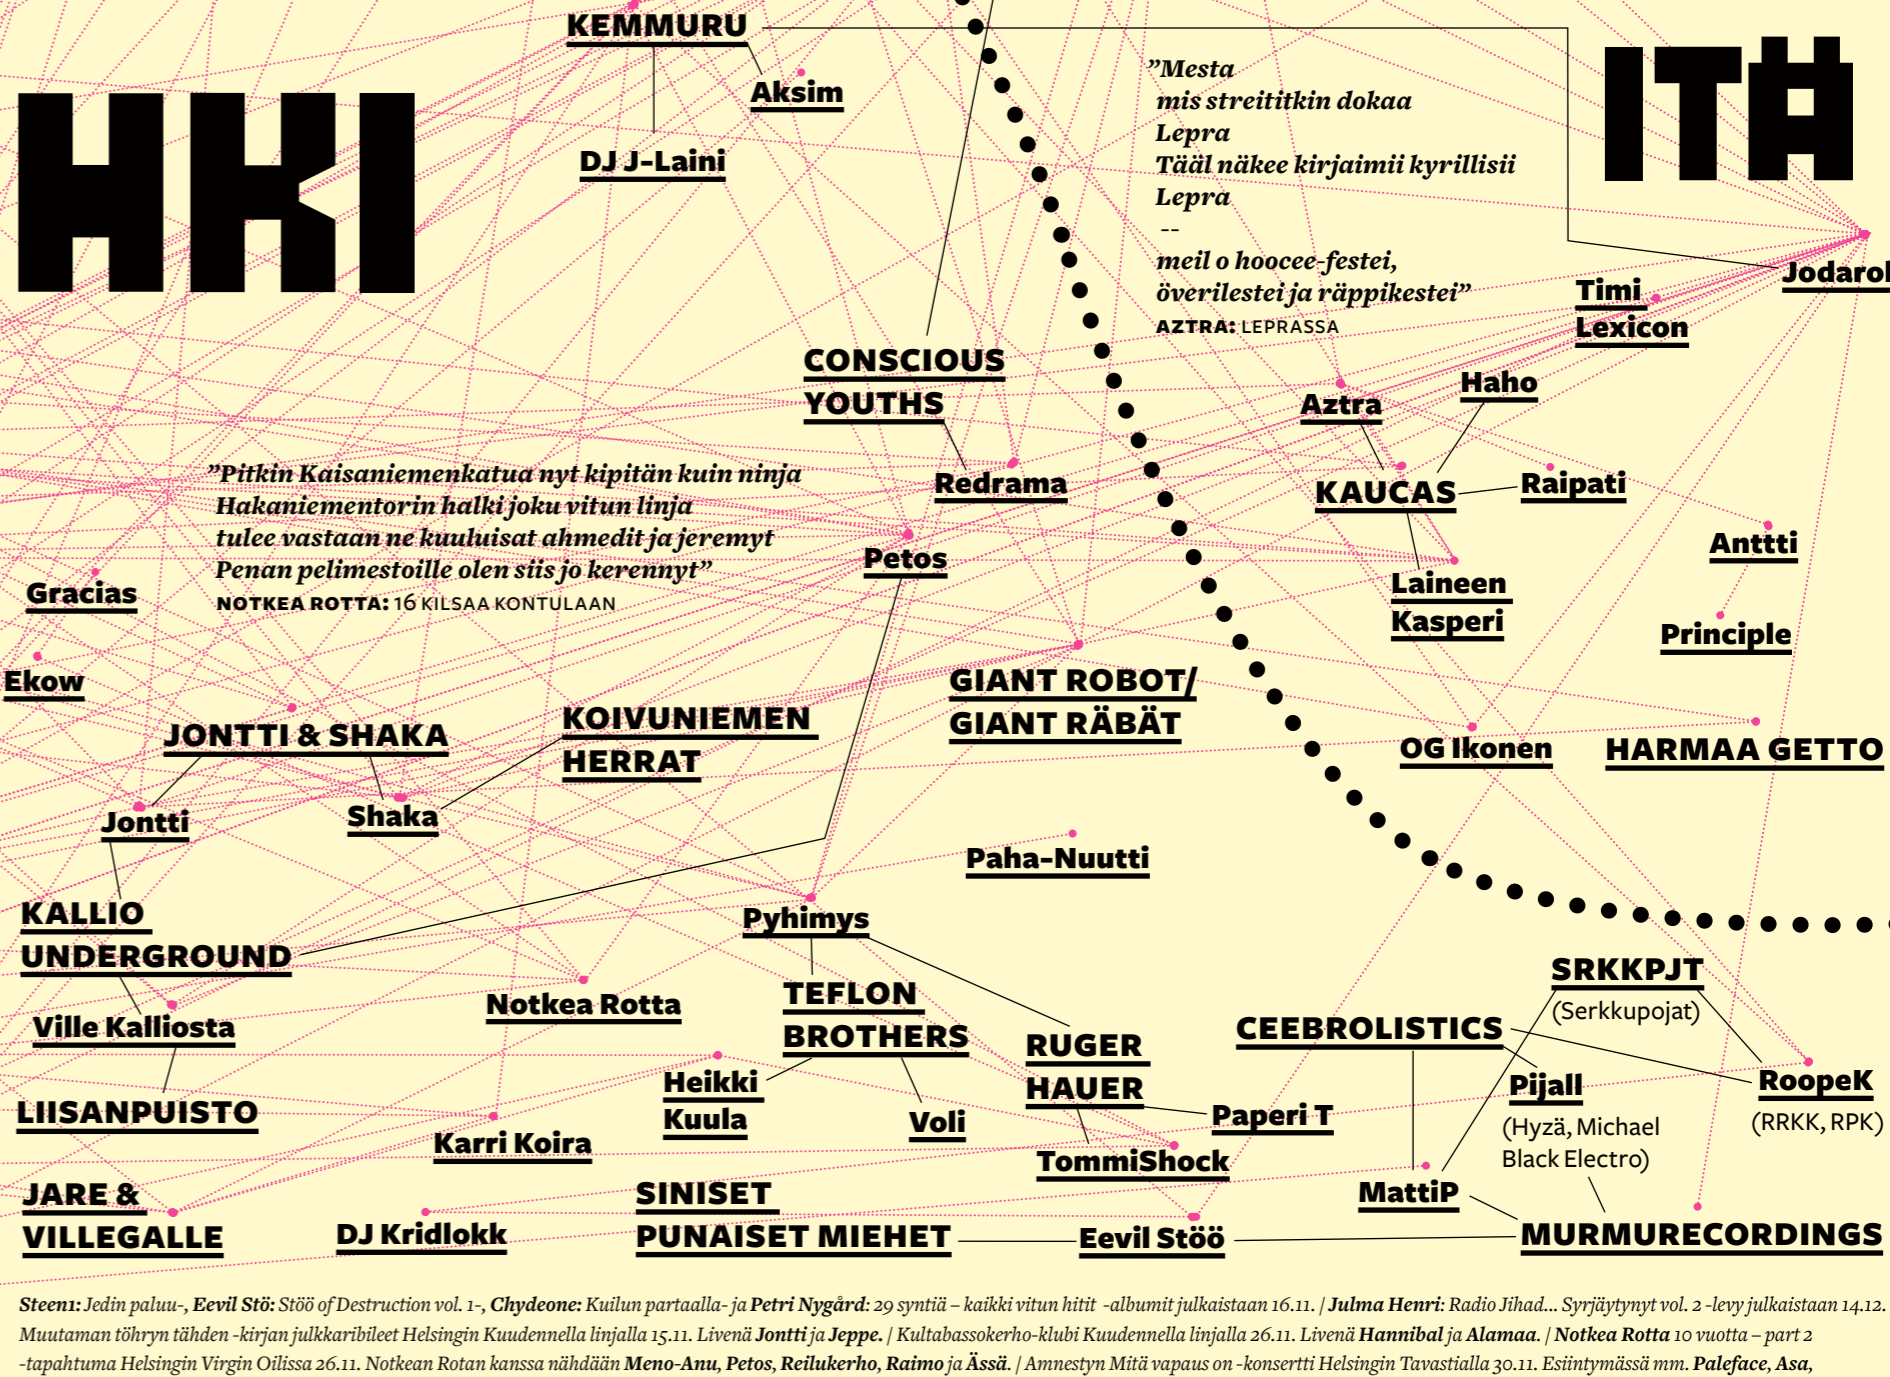 KEMMURU
Aksim
DJ J-Laini
HKI
ITÄ
”Mesta
mis streititkin dokaa
Lepra
Tääl näkee kirjaimii kyrillisii
Lepra
--
meil o hoocee-festei,
överilestei ja räppikestei”
AZTRA: LEPRASSA
Timi
Lexicon
CONSCIOUS
YOUTHS
Redrama
Aztra
Haho
KAUCAS
Raipati
Laineen
Kasperi
Anttti
Principle
”Pitkin Kaisaniemenkatua nyt kipitän kuin ninja
Hakaniementorin halki joku vitun linja
tulee vastaan ne kuuluisat ahmedit ja jeremyt
Penan pelimestoille olen siis jo kerennyt”
NOTKEA ROTTA: 16 KILSAA KONTULAAN
Petos
Gracias
Ekow
JONTTI & SHAKA
KOIVUNIEMEN
HERRAT
GIANT ROBOT/
GIANT RÄBÄT
OG Ikonen
HARMAA GETTO
Jontti
Shaka
Paha-Nuutti
KALLIO
UNDERGROUND
Pyhimys
Ville Kalliosta
Notkea Rotta
TEFLON
BROTHERS
RUGER
HAUER
CEEBROLISTICS
SRKKPJT
(Serkkupojat)
LIISANPUISTO
Heikki
Kuula
Voli
Paperi T
Pijall
(Hyzä, Michael
Black Electro)
RoopeK
(RRKK, RPK)
Karri Koira
TommiShock
MattiP
JARE &
VILLEGALLE
DJ Kridlokk
SINISET
PUNAISET MIEHET
Eevil Stöö
MURMURECORDINGS
Steen1: Jedin paluu-, Eevil Stö: Stöö of Destruction vol. 1-, Chydeone: Kuilun partaalla- ja Petri Nygård: 29 syntiä – kaikki vitun hitit -albumit julkaistaan 16.11. | Julma Henri: Radio Jihad... Syrjäytynyt vol. 2 -levy julkaistaan 14.12.
Muutaman töhryn tähden -kirjan julkkaribileet Helsingin Kuudennella linjalla 15.11. Livenä Jontti ja Jeppe. | Kultabassokerho-klubi Kuudennella linjalla 26.11. Livenä Hannibal ja Alamaa. | Notkea Rotta 10 vuotta – part 2
-tapahtuma Helsingin Virgin Oilissa 26.11. Notkean Rotan kanssa nähdään Meno-Anu, Petos, Reilukerho, Raimo ja Ässä. | Amnestyn Mitä vapaus on -konsertti Helsingin Tavastialla 30.11. Esiintymässä mm. Paleface, Asa,